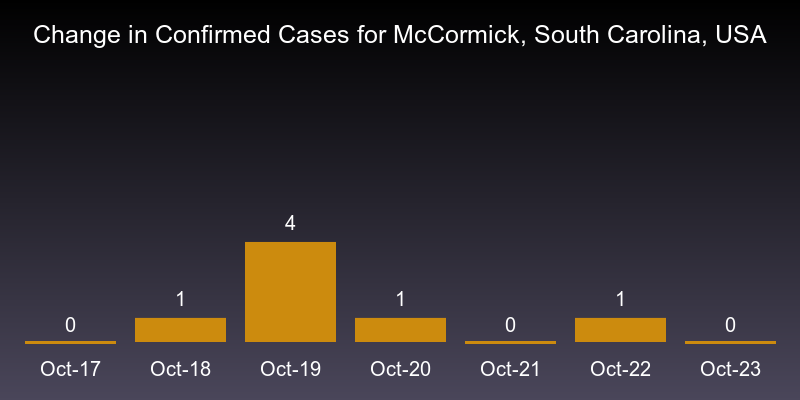 Change in Confirmed Cases for McCormick, South Carolina, USA
0 1 4 1 0 1 0
Oct-17 Oct-18 Oct-19 Oct-20 Oct-21 Oct-22 Oct-23